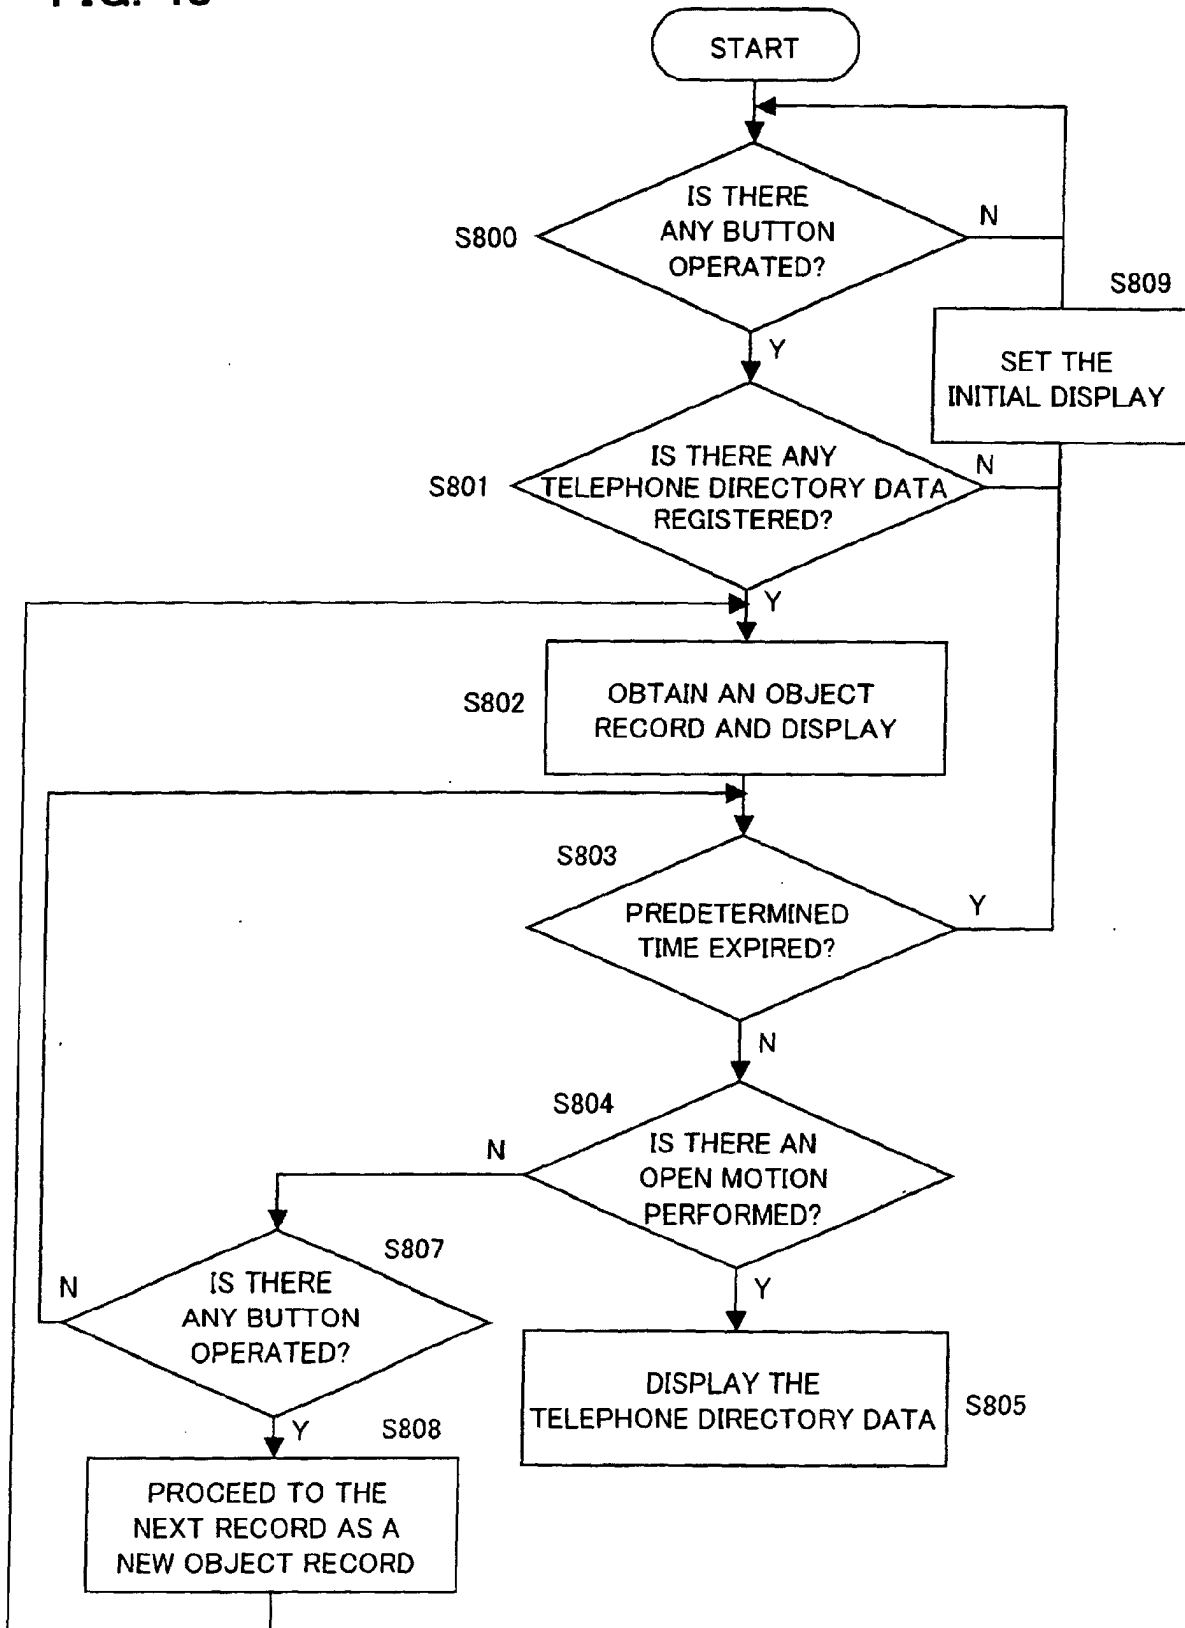 START
IS THERE
ANY BUTTON
OPERATED?
S800
N
Y
S809
SET THE
INITIAL DISPLAY
IS THERE ANY
TELEPHONE DIRECTORY DATA
REGISTERED?
S801
N
Y
S802
OBTAIN AN OBJECT
RECORD AND DISPLAY
S803
PREDETERMINED
TIME EXPIRED?
Y
N
S804
IS THERE AN
OPEN MOTION
PERFORMED?
N
Y
S807
IS THERE
ANY BUTTON
OPERATED?
N
Y
DISPLAY THE
TELEPHONE DIRECTORY DATA
S805
S808
PROCEED TO THE
NEXT RECORD AS A
NEW OBJECT RECORD